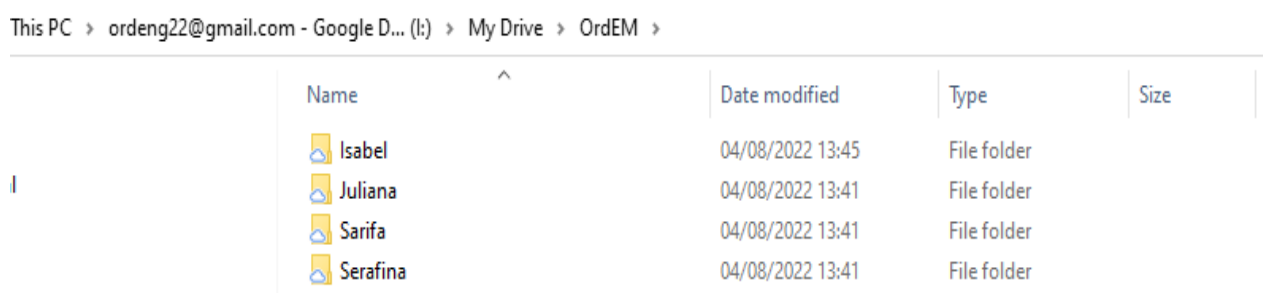 This PC > ordeng22@gmail.com - Google D... (I:) > My Drive > OrdEM >
Name Date modified Type Size
Isabel 04/08/2022 13:45 File folder
Juliana 04/08/2022 13:41 File folder
Sarifa 04/08/2022 13:41 File folder
Serafina 04/08/2022 13:41 File folder